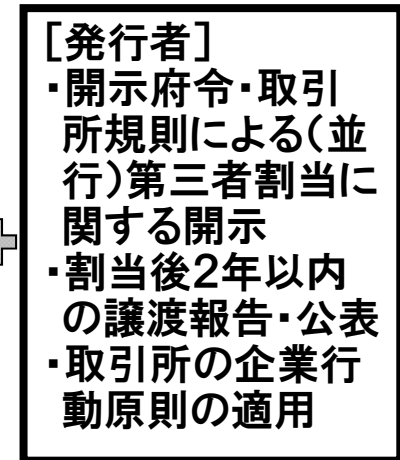 ［発行者］
・開示府令・取引
所規則による（並
行）第三者割当に
関する開示
・割当後2年以内
の譲渡報告・公表
・取引所の企業行
動原則の適用